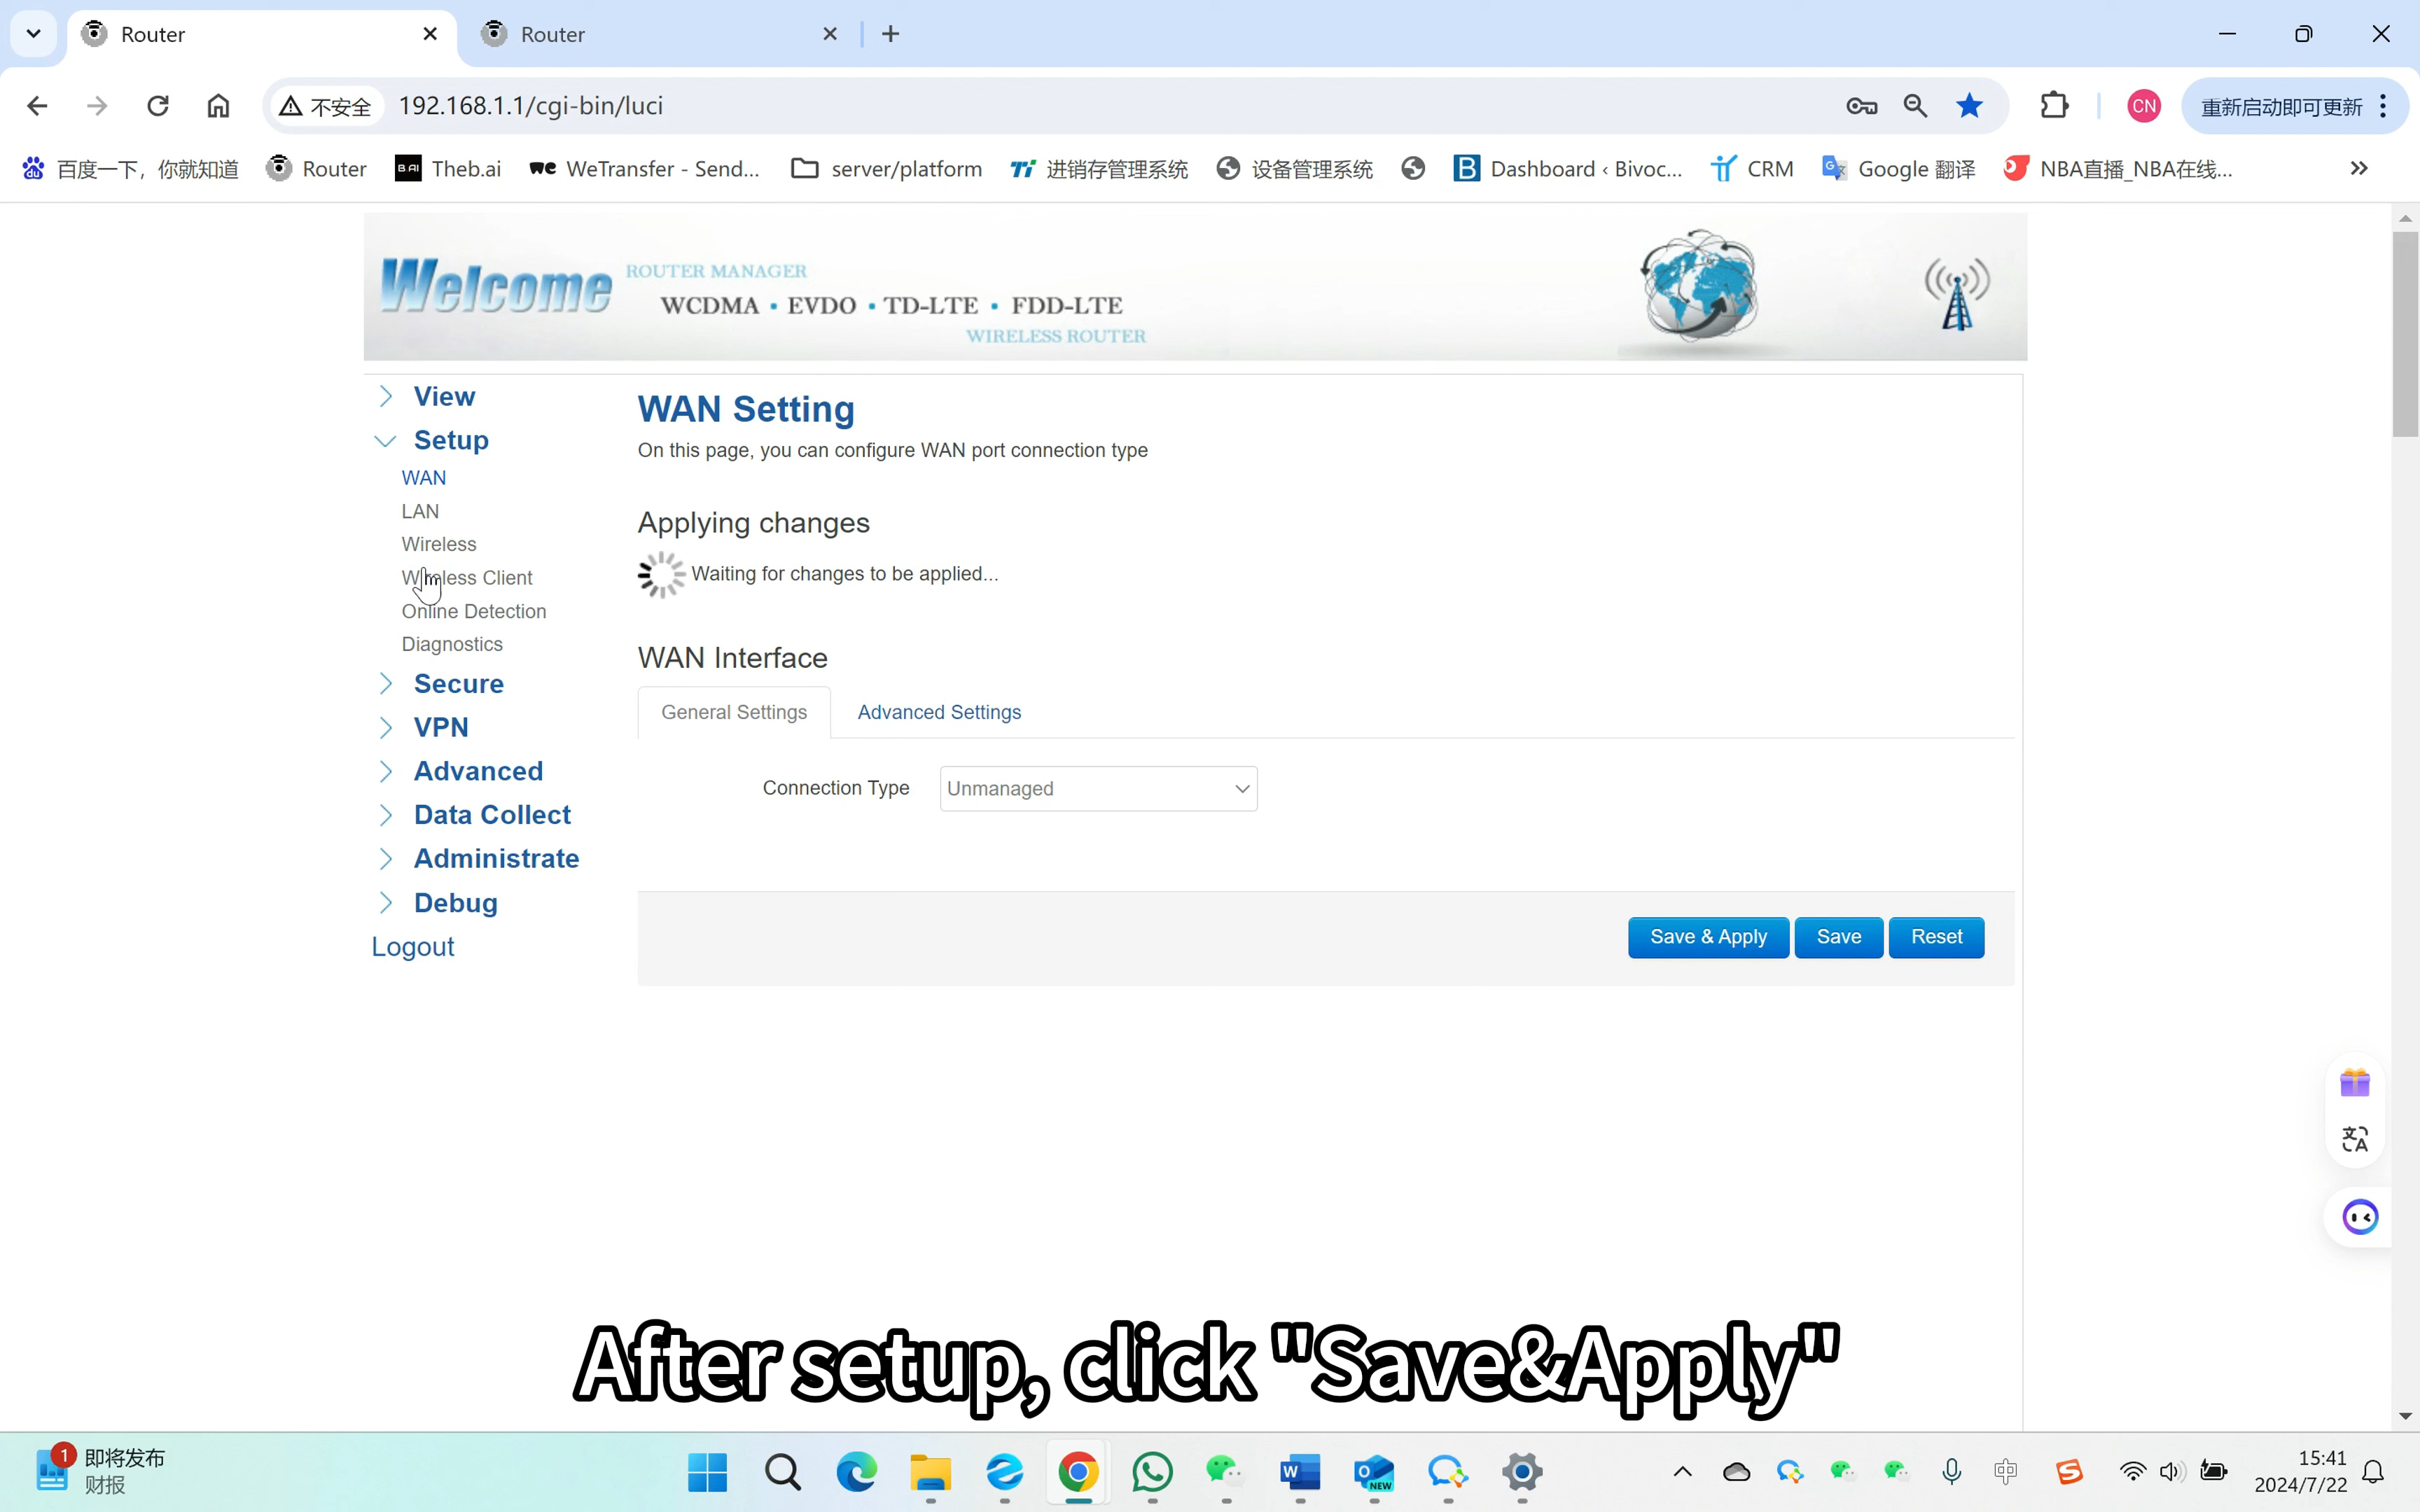 Router
Router
不安全
192.168.1.1/cgi-bin/luci
CN
重新启动即可更新
百度一下，你就知道
Router
B.AI
Theb.ai
WeTransfer - Send...
server/platform
进销存管理系统
设备管理系统
Dashboard ‹ Bivoc...
CRM
Google 翻译
NBA直播_NBA在线...
Welcome
ROUTER MANAGER
WCDMA • EVDO • TD-LTE • FDD-LTE
WIRELESS ROUTER
View
Setup
WAN
LAN
Wireless
Wireless Client
Online Detection
Diagnostics
Secure
VPN
Advanced
Data Collect
Administrate
Debug
Logout
WAN Setting
On this page, you can configure WAN port connection type
Applying changes
Waiting for changes to be applied...
WAN Interface
General Settings
Advanced Settings
Connection Type
Unmanaged
Save & Apply
Save
Reset
After setup, click "Save&Apply"
1
即将发布
财报
NEW
中
15:41
2024/7/22